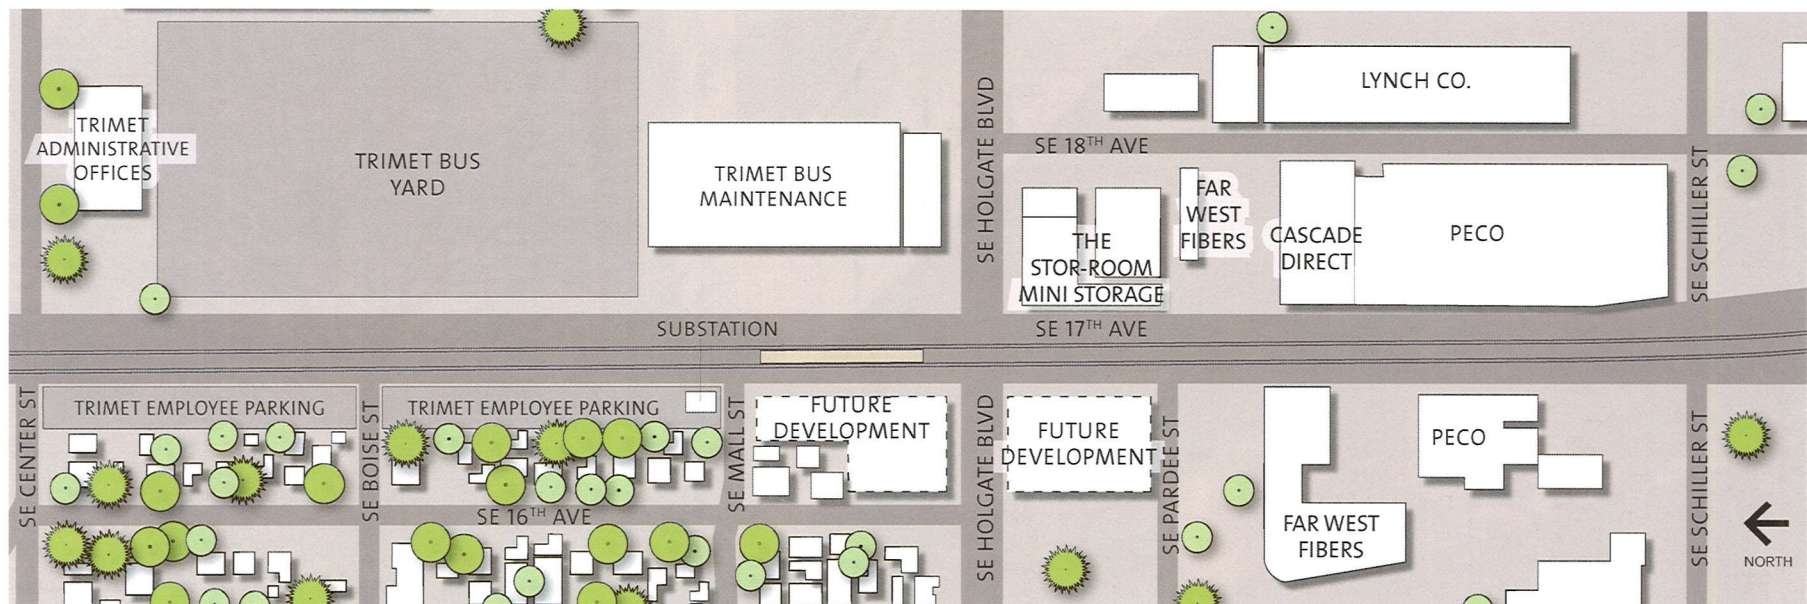 LYNCH CO.
TRIMET
ADMINISTRATIVE
OFFICES
TRIMET BUS
YARD
TRIMET BUS
MAINTENANCE
SE HOLGATE BLVD
SE 18TH AVE
FAR
WEST
FIBERS
THE
STOR-ROOM
MINI STORAGE
CASCADE
DIRECT
PECO
SE SCHILLER ST
SUBSTATION
SE 17TH AVE
SE CENTER ST
TRIMET EMPLOYEE PARKING
SE BOISE ST
TRIMET EMPLOYEE PARKING
SE MALL ST
FUTURE
DEVELOPMENT
SE HOLGATE BLVD
FUTURE
DEVELOPMENT
SE PARDEE ST
PECO
SE SCHILLER ST
SE 16TH AVE
FAR WEST
FIBERS
NORTH